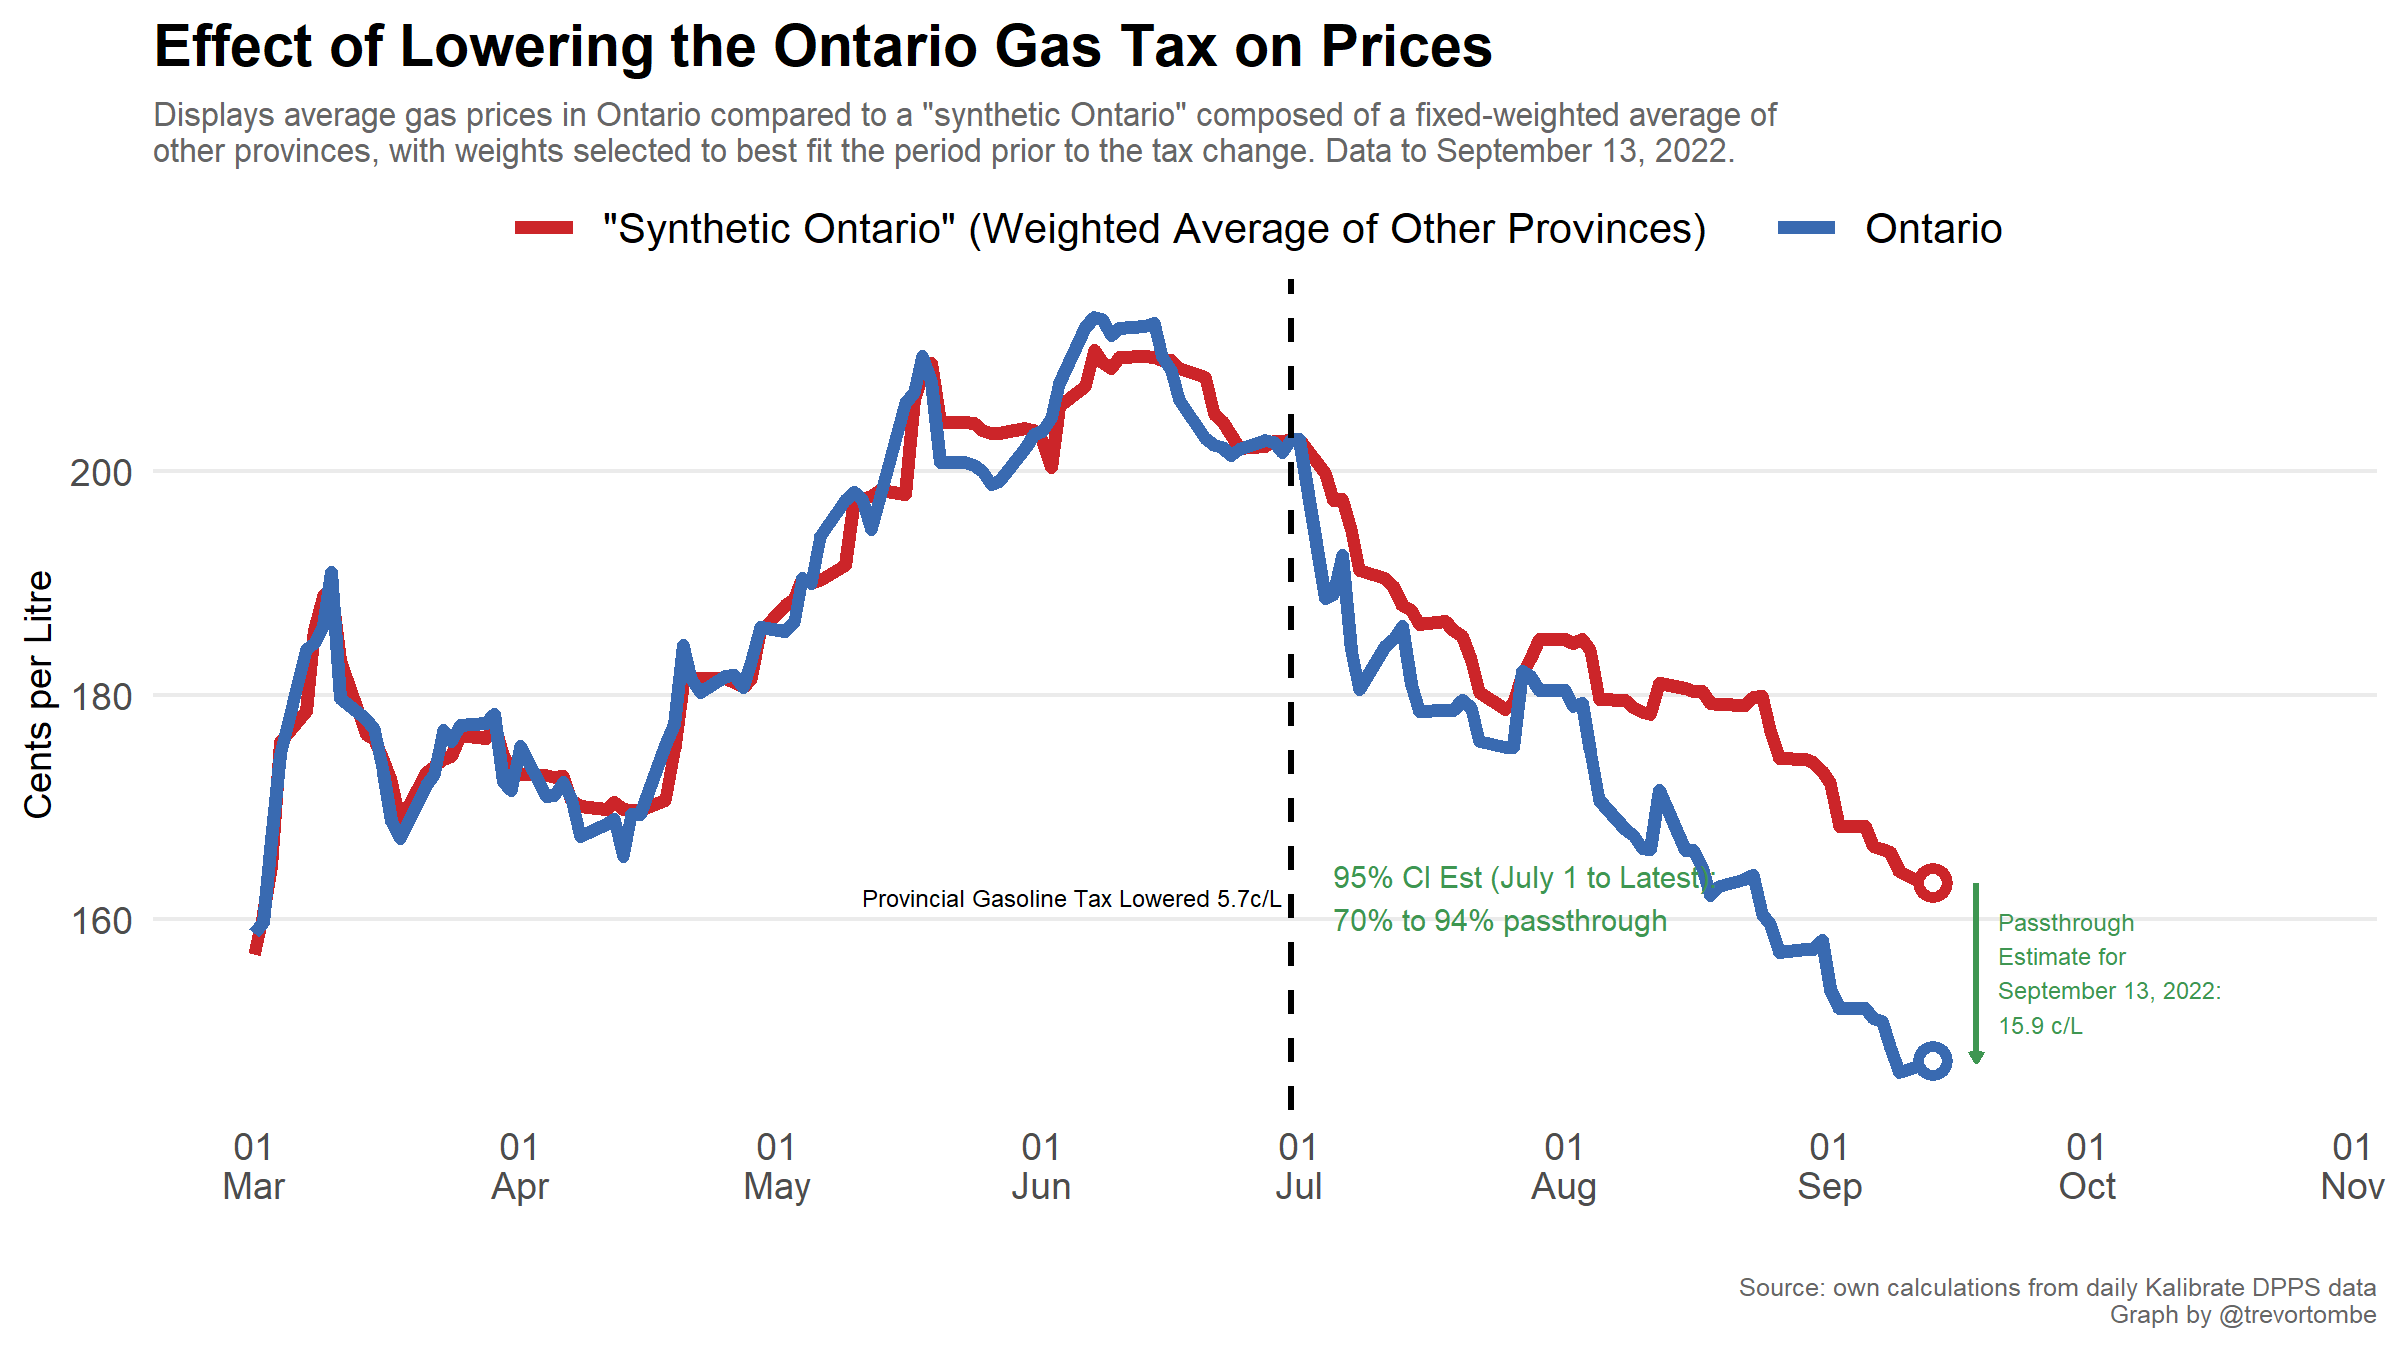 Effect of Lowering the Ontario Gas Tax on Prices
Displays average gas prices in Ontario compared to a "synthetic Ontario" composed of a fixed-weighted average of
other provinces, with weights selected to best fit the period prior to the tax change. Data to September 13, 2022.
"Synthetic Ontario" (Weighted Average of Other Provinces)
Ontario
Cents per Litre
200
180
160
Provincial Gasoline Tax Lowered 5.7c/L
95% CI Est (July 1 to Latest):
70% to 94% passthrough
Passthrough
Estimate for
September 13, 2022:
15.9 c/L
01
Mar
01
Apr
01
May
01
Jun
01
Jul
01
Aug
01
Sep
01
Oct
01
Nov
Source: own calculations from daily Kalibrate DPPS data
Graph by @trevortombe